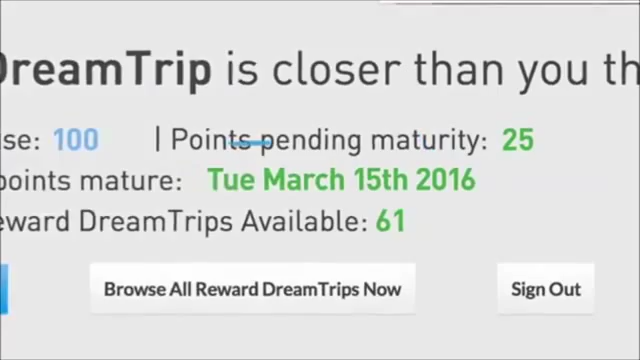 DreamTrip is closer than you th
se: 100 | Points pending maturity: 25
points mature: Tue March 15th 2016
eward DreamTrips Available: 61
Browse All Reward DreamTrips Now Sign Out